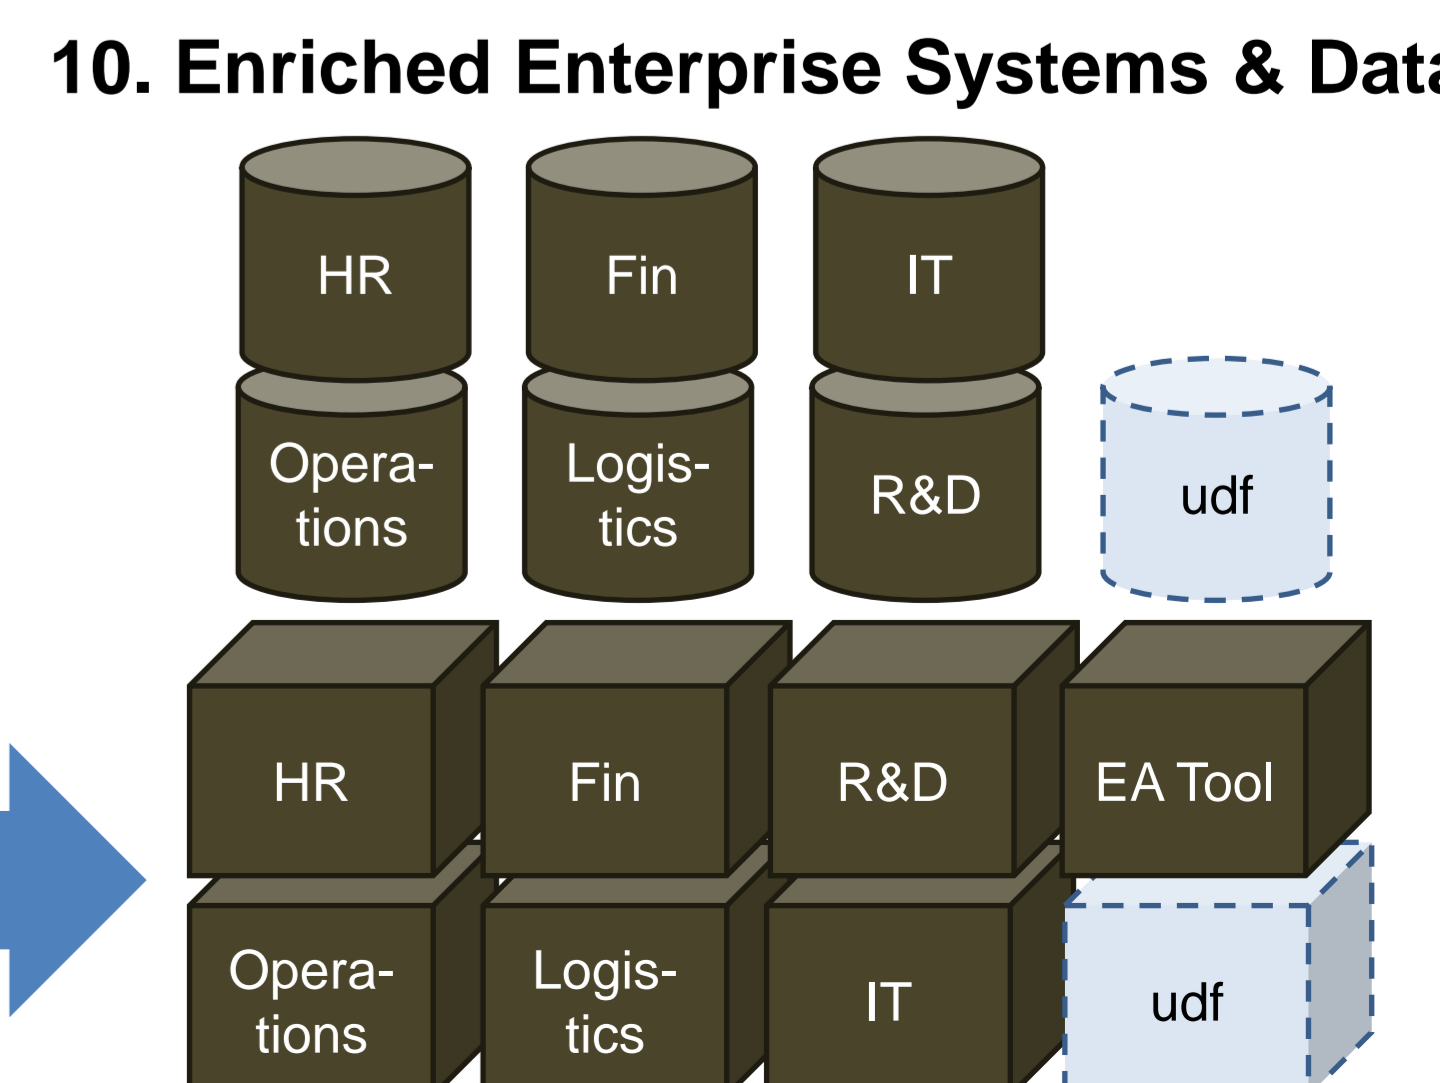 10. Enriched Enterprise Systems & Data
HR
Fin
IT
Opera-
tions
Logis-
tics
R&D
udf
HR
Fin
R&D
EA Tool
Opera-
tions
Logis-
tics
IT
udf